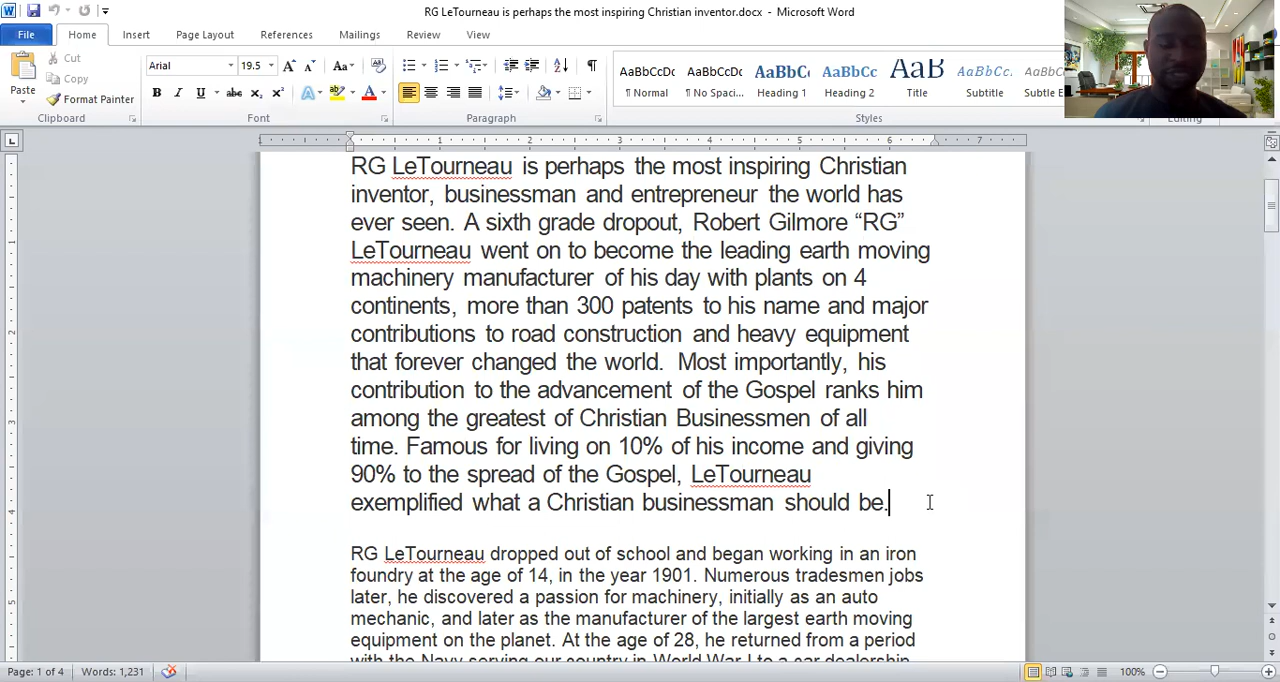 RG LeTourneau is perhaps the most inspiring Christian inventor.docx - Microsoft Word
File Home Insert Page Layout References Mailings Review View
Cut
Copy
Paste
Format Painter
Clipboard
Arial 19.5
Font
Paragraph
AaBbCcDc AaBbCcDc AaBbCc AaBbCc AaB AaBbCc.
¶ Normal ¶ No Spaci... Heading 1 Heading 2 Title Subtitle Subtle E
Styles
Editing
1 1 2 3 4 5 6 7
RG LeTourneau is perhaps the most inspiring Christian
inventor, businessman and entrepreneur the world has
ever seen. A sixth grade dropout, Robert Gilmore “RG”
LeTourneau went on to become the leading earth moving
machinery manufacturer of his day with plants on 4
continents, more than 300 patents to his name and major
contributions to road construction and heavy equipment
that forever changed the world. Most importantly, his
contribution to the advancement of the Gospel ranks him
among the greatest of Christian Businessmen of all
time. Famous for living on 10% of his income and giving
90% to the spread of the Gospel, LeTourneau
exemplified what a Christian businessman should be.
RG LeTourneau dropped out of school and began working in an iron
foundry at the age of 14, in the year 1901. Numerous tradesmen jobs
later, he discovered a passion for machinery, initially as an auto
mechanic, and later as the manufacturer of the largest earth moving
equipment on the planet. At the age of 28, he returned from a period
with the Navy serving our country in World War I to a car dealership
Page: 1 of 4 Words: 1,231 100%